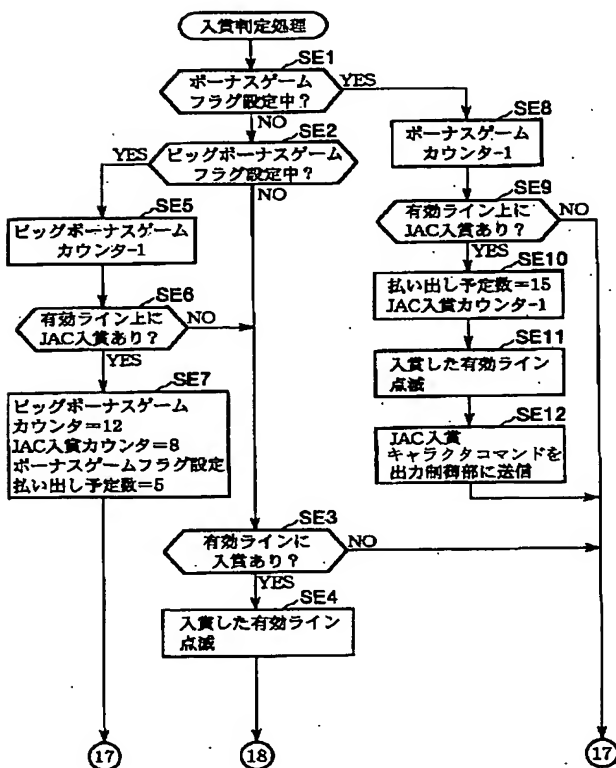 入賞判定処理
SE1
ボーナスゲーム
フラグ設定中?
YES
NO
SE2
ビッグボーナスゲーム
フラグ設定中?
YES
NO
SE8
ボーナスゲーム
カウンタ-1
SE9
有効ライン上に
JAC入賞あり?
NO
YES
SE5
ビッグボーナスゲーム
カウンタ-1
SE6
有効ライン上に
JAC入賞あり?
NO
YES
SE10
払い出し予定数=15
JAC入賞カウンタ-1
SE11
入賞した有効ライン
点滅
SE7
ビッグボーナスゲーム
カウンタ=12
JAC入賞カウンタ=8
ボーナスゲームフラグ設定
払い出し予定数=5
SE12
JAC入賞
キャラクタコマンドを
出力制御部に送信
SE3
有効ラインに
入賞あり?
NO
YES
SE4
入賞した有効ライン
点滅
17
18
17